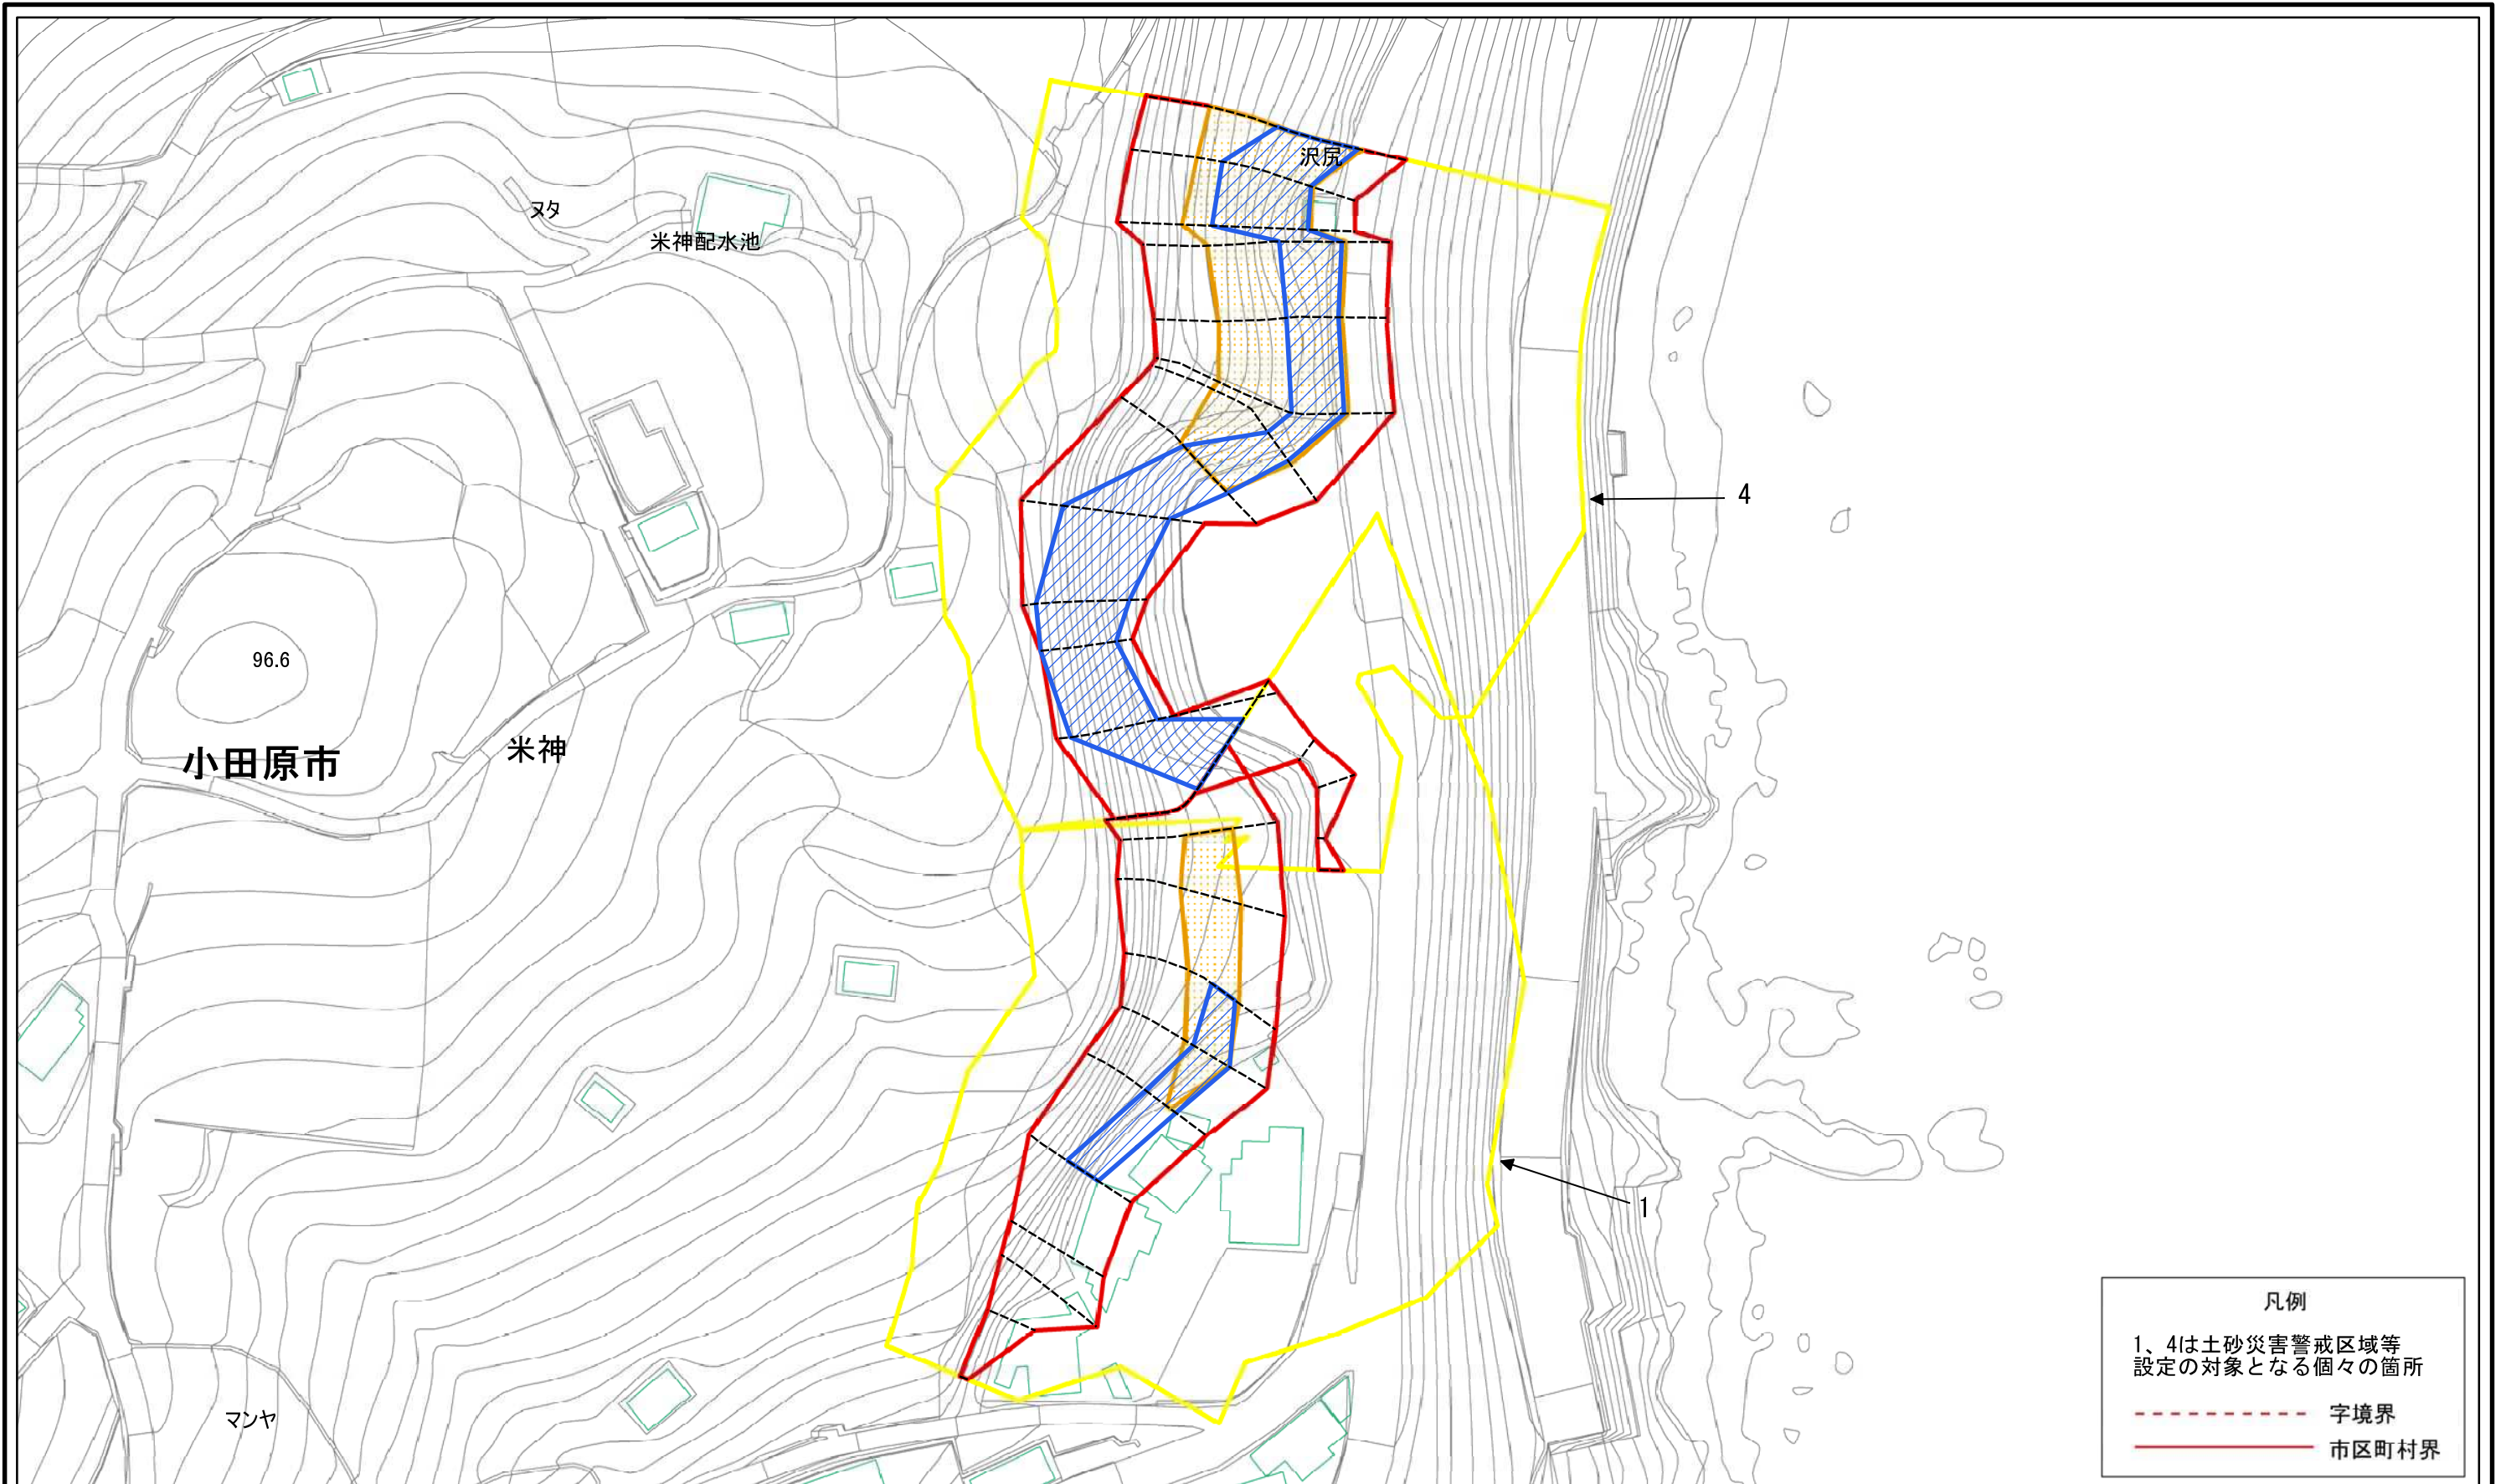 沢尻
ヌタ
米神配水池
4
96.6
小田原市
米神
1
マンヤ
凡例
1、4は土砂災害警戒区域等
設定の対象となる個々の箇所
字境界
市区町村界